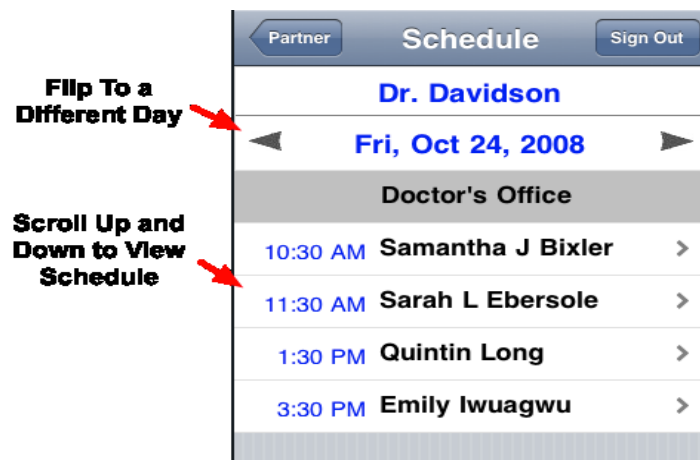 Partner Schedule Sign Out
Flip To a
Different Day
Dr. Davidson
Fri, Oct 24, 2008
Doctor's Office
Scroll Up and
Down to View
Schedule
10:30 AM Samantha J Bixler
11:30 AM Sarah L Ebersole
1:30 PM Quintin Long
3:30 PM Emily Iwuagwu